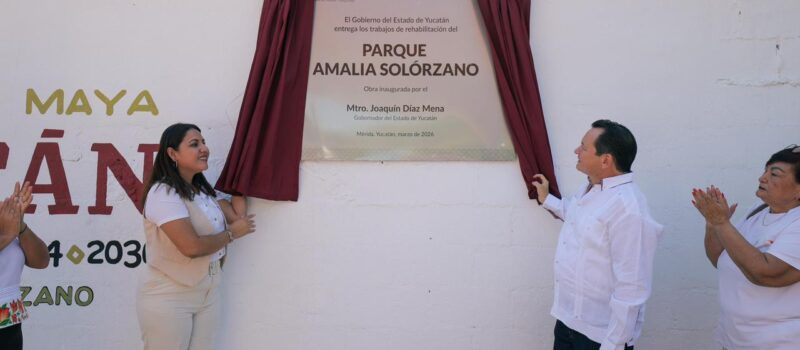 El Gobierno del Estado de Yucatán
entrega los trabajos de rehabilitación del
PARQUE
AMALIA SOLÓRZANO
Obra inaugurada por el
Mtro. Joaquín Díaz Mena
Gobernador del Estado de Yucatán
Mérida, Yucatán, marzo de 2026
MAYA
ÁN
4 2030
ZANO